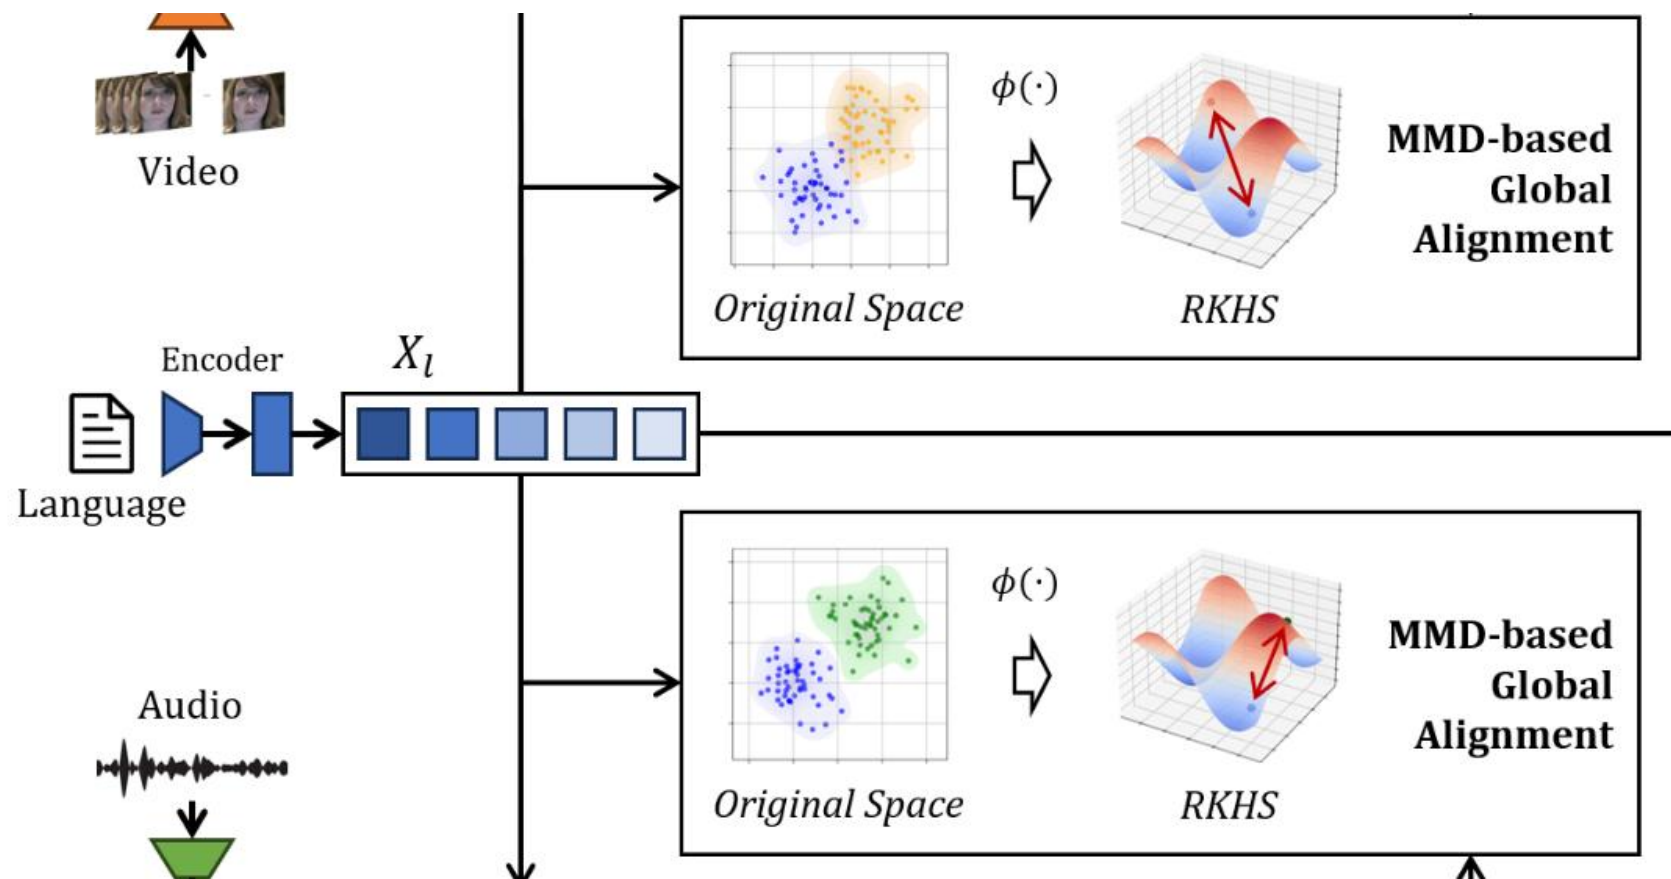 Video
ϕ(·)
MMD-based
Global
Alignment
Original Space
RKHS
Encoder
X_l
Language
ϕ(·)
MMD-based
Global
Alignment
Audio
Original Space
RKHS